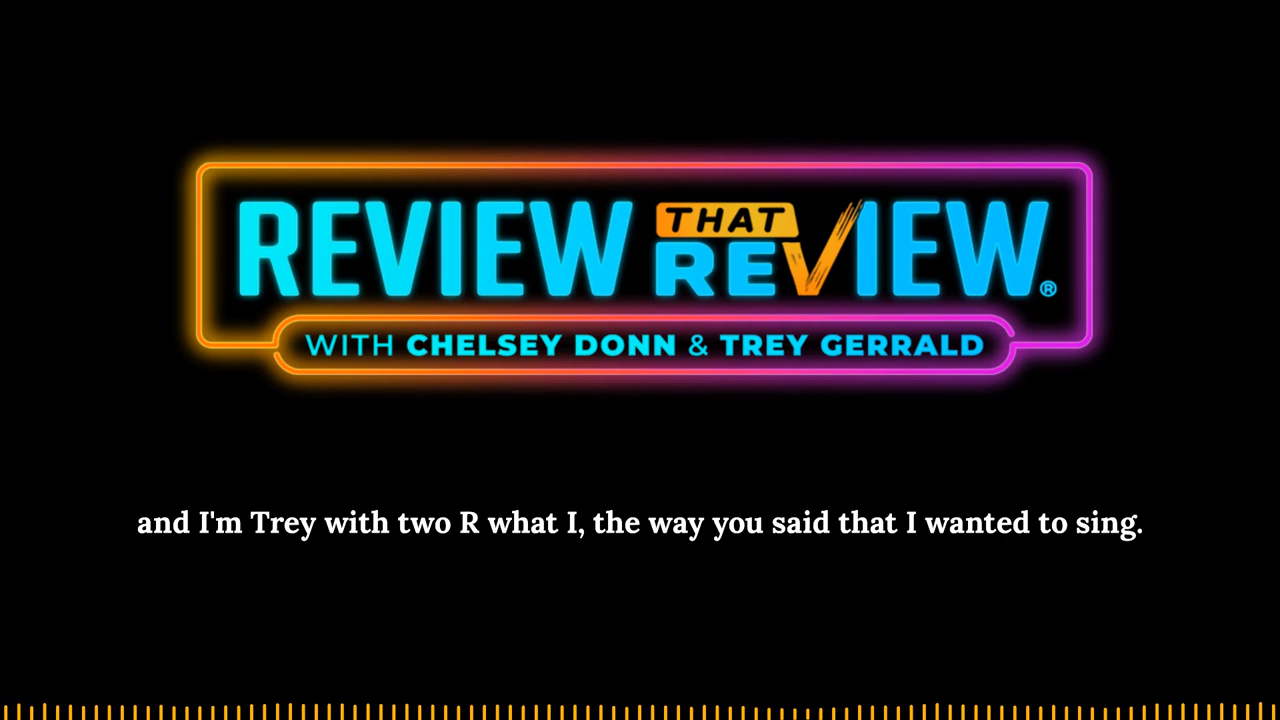 REVIEW THAT REVIEW®
WITH CHELSEY DONN & TREY GERRALD
and I'm Trey with two R what I, the way you said that I wanted to sing.